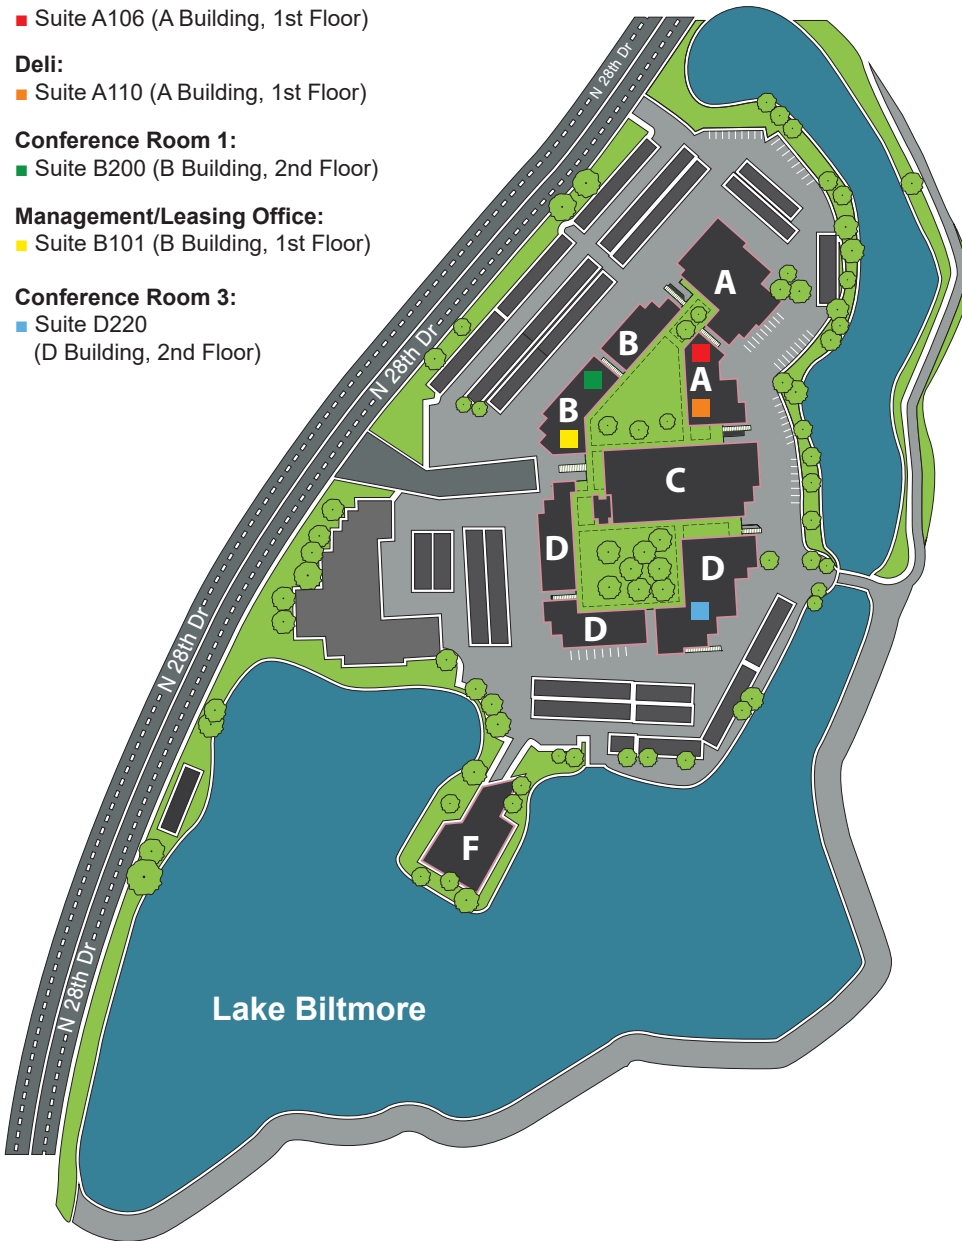 Suite A106 (A Building, 1st Floor)
Deli:
Suite A110 (A Building, 1st Floor)
Conference Room 1:
Suite B200 (B Building, 2nd Floor)
Management/Leasing Office:
Suite B101 (B Building, 1st Floor)
Conference Room 3:
Suite D220
(D Building, 2nd Floor)
N 28th Dr
A
B
N 28th Dr
A
B
C
D
D
D
N 28th Dr
F
N 28th Dr
Lake Biltmore